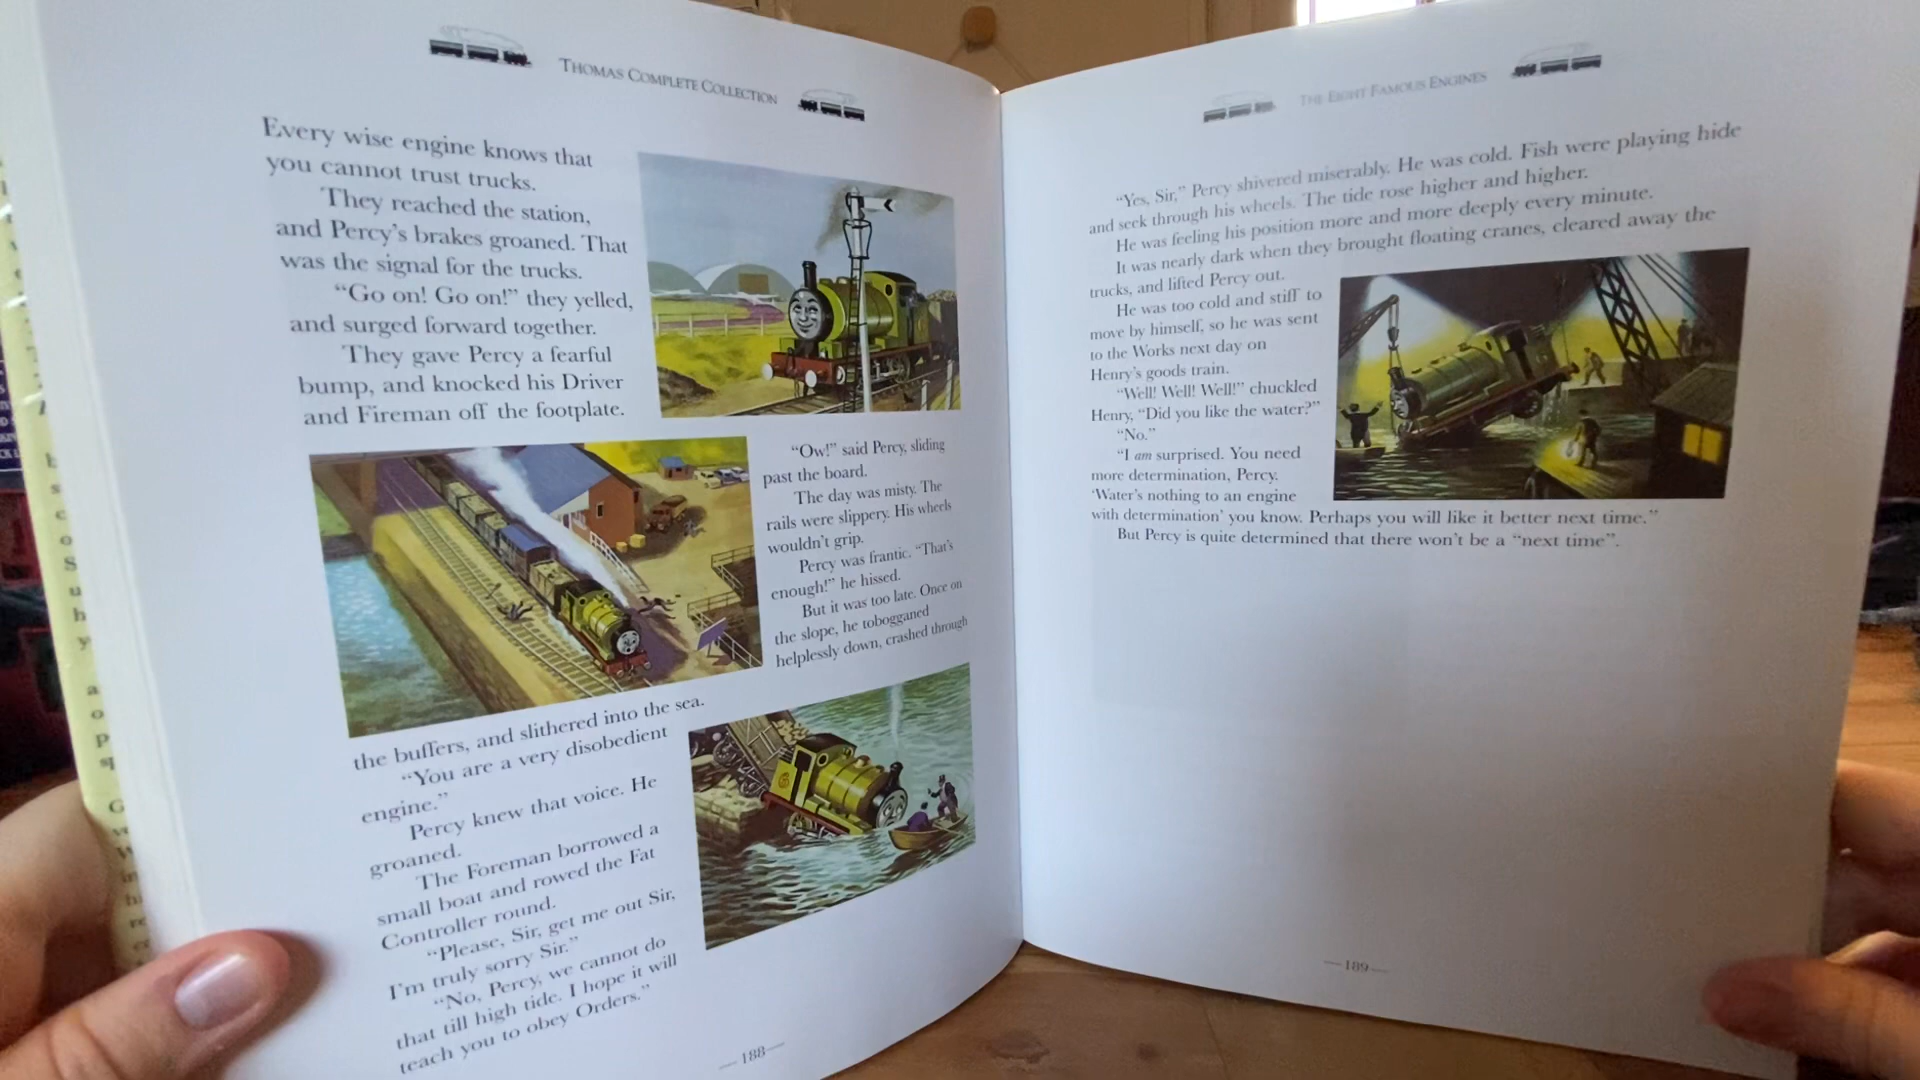 THOMAS COMPLETE COLLECTION
Every wise engine knows that
you cannot trust trucks.
They reached the station,
and Percy's brakes groaned. That
was the signal for the trucks.
"Go on! Go on!" they yelled,
and surged forward together.
They gave Percy a fearful
bump, and knocked his Driver
and Fireman off the footplate.
"Ow!" said Percy, sliding
past the board.
The day was misty. The
rails were slippery. His wheels
wouldn't grip.
Percy was frantic. "That's
enough!" he hissed.
But it was too late. Once on
the slope, he tobogganed
helplessly down, crashed through
the buffers, and slithered into the sea.
"You are a very disobedient
engine."
Percy knew that voice. He
groaned.
The Foreman borrowed a
small boat and rowed the Fat
Controller round.
"Please, Sir, get me out Sir,
I'm truly sorry Sir."
"No, Percy, we cannot do
that till high tide. I hope it will
teach you to obey Orders."
—188—
THE EIGHT FAMOUS ENGINES
"Yes, Sir," Percy shivered miserably. He was cold. Fish were playing hide
and seek through his wheels. The tide rose higher and higher.
He was feeling his position more and more deeply every minute.
It was nearly dark when they brought floating cranes, cleared away the
trucks, and lifted Percy out.
He was too cold and stiff to
move by himself, so he was sent
to the Works next day on
Henry's goods train.
"Well! Well! Well!" chuckled
Henry, "Did you like the water?"
"No."
"I am surprised. You need
more determination, Percy.
'Water's nothing to an engine
with determination' you know. Perhaps you will like it better next time."
But Percy is quite determined that there won't be a "next time".
—189—